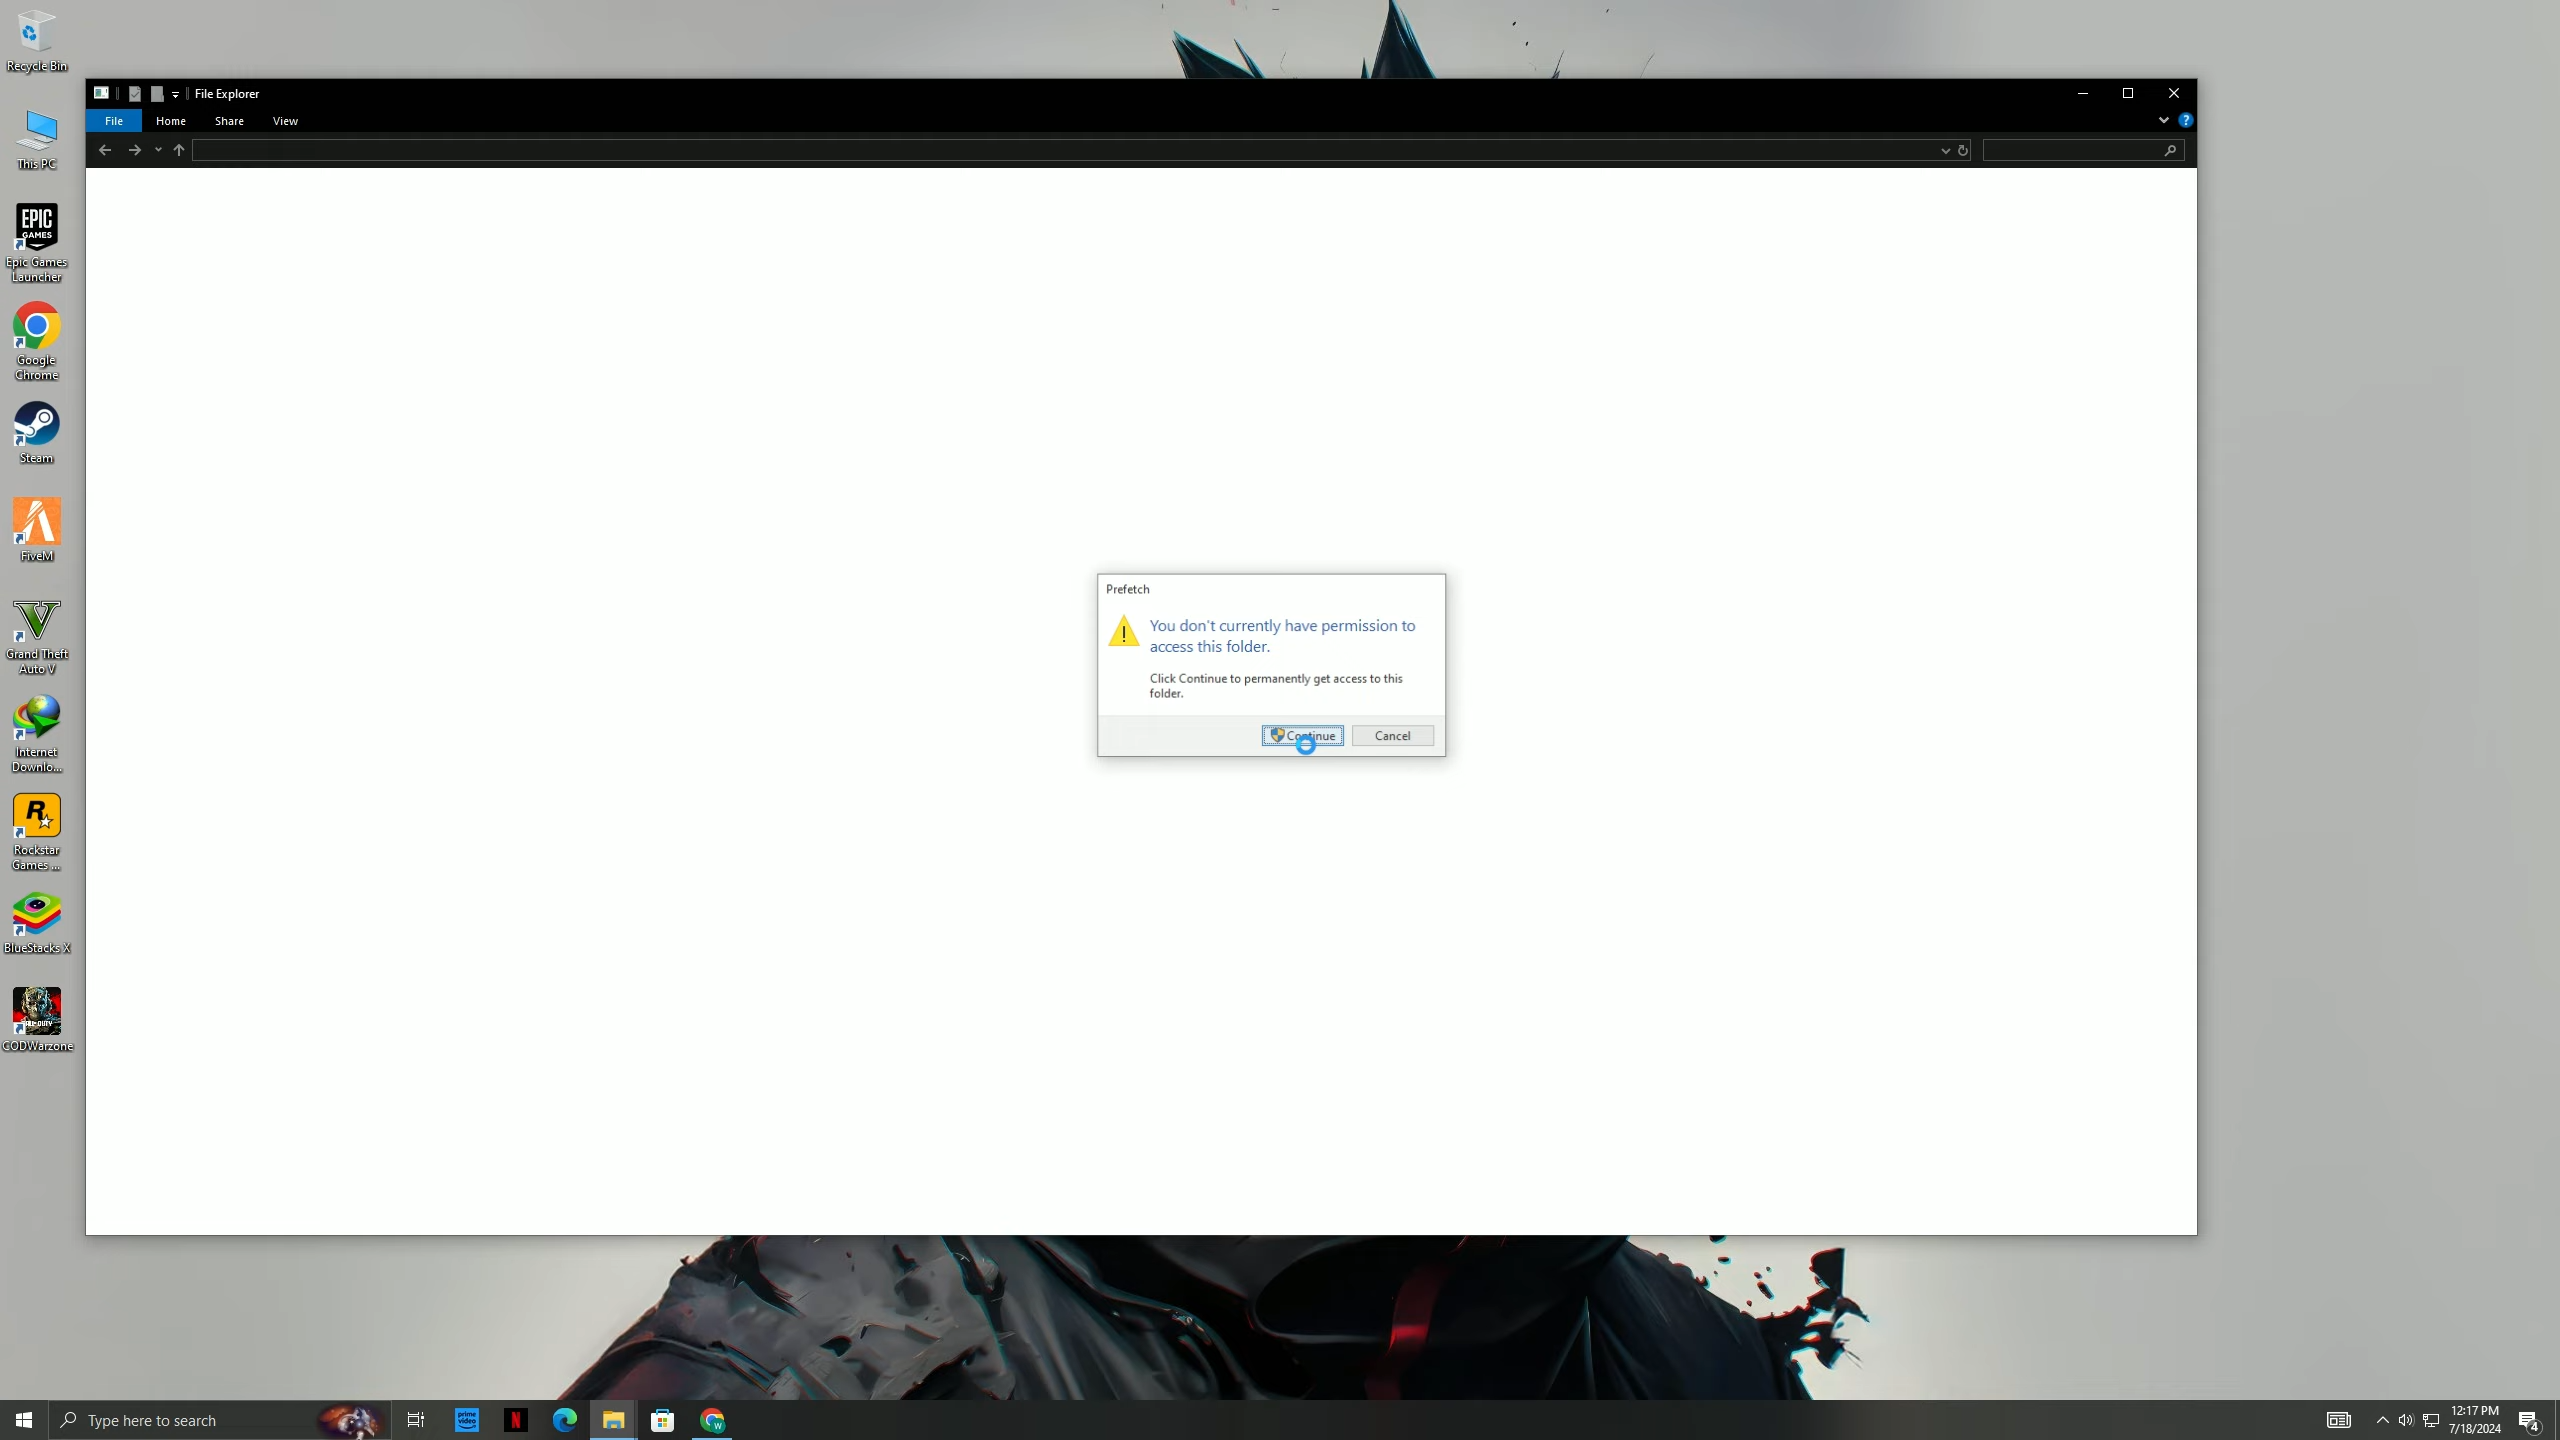 Recycle Bin
This PC
EPIC
GAMES
Epic Games
Launcher
Google
Chrome
Steam
FiveM
Grand Theft
Auto V
Internet
Downlo...
Rockstar
Games ...
BlueStacks X
CODWarzone
File Explorer
File
Home
Share
View
Prefetch
You don't currently have permission to
access this folder.
Click Continue to permanently get access to this
folder.
Continue
Cancel
Type here to search
prime
video
12:17 PM
7/18/2024
4